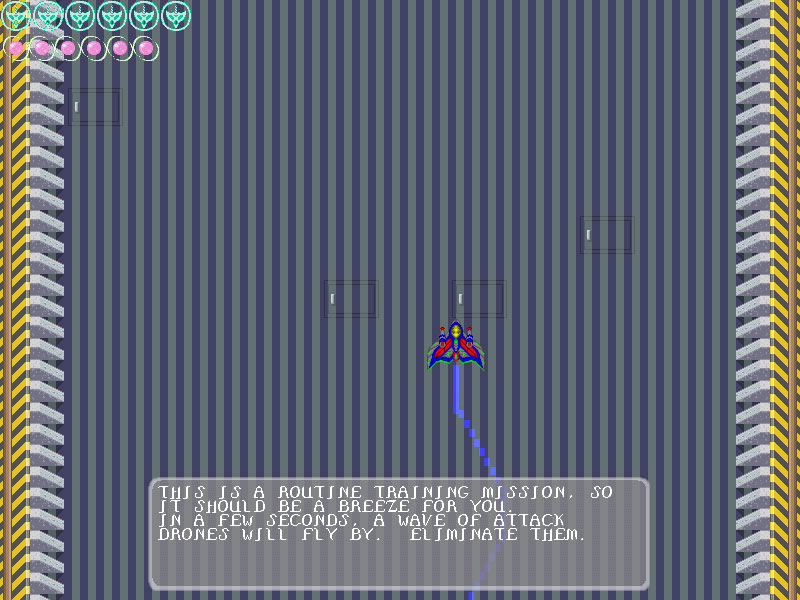 THIS IS A ROUTINE TRAINING MISSION, SO
IT SHOULD BE A BREEZE FOR YOU.
IN A FEW SECONDS, A WAVE OF ATTACK
DRONES WILL FLY BY.  ELIMINATE THEM.